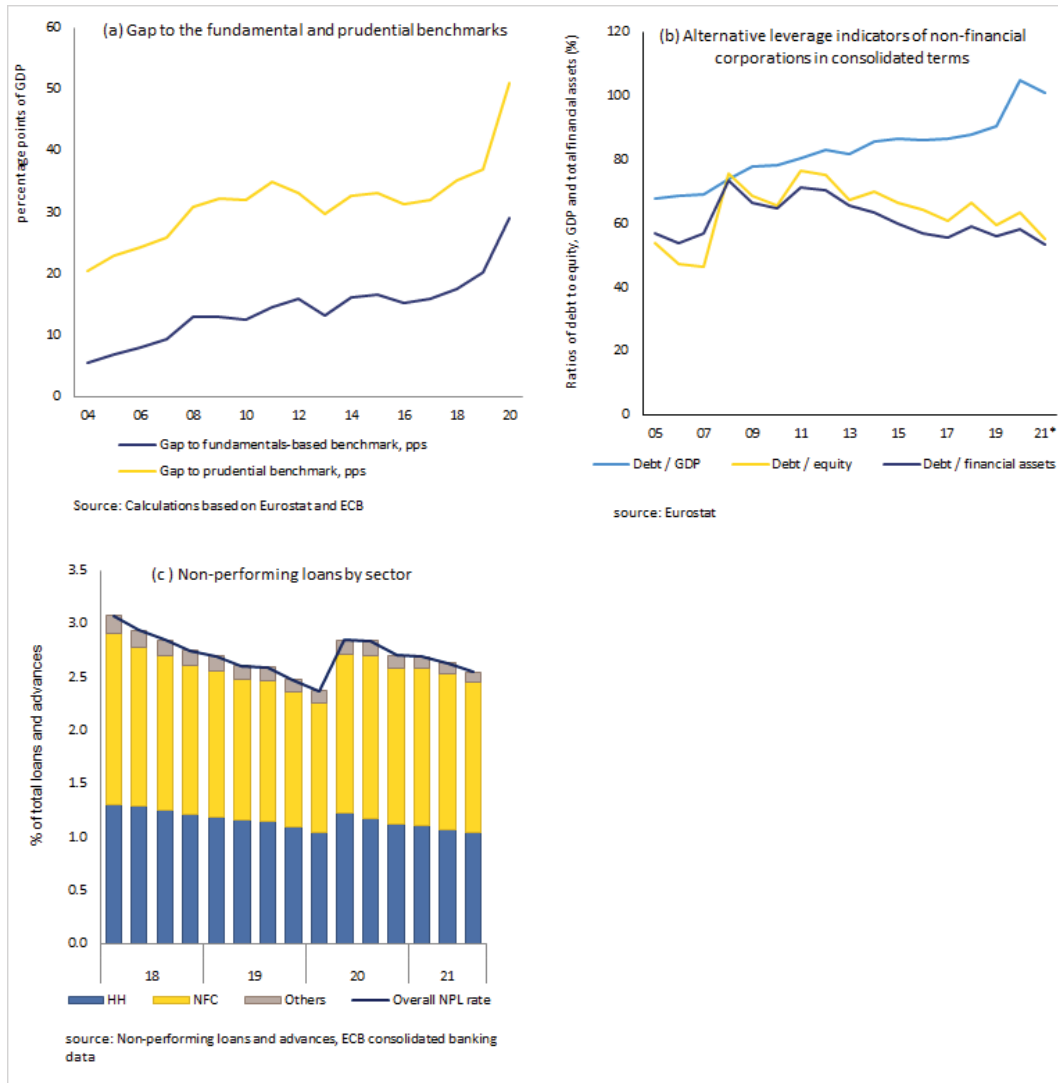 (a) Gap to the fundamental and prudential benchmarks
percentage points of GDP
60
50
40
30
20
10
0
04 06 08 10 12 14 16 18 20
Gap to fundamentals-based benchmark, pps
Gap to prudential benchmark, pps
Source: Calculations based on Eurostat and ECB
(b) Alternative leverage indicators of non-financial
corporations in consolidated terms
Ratios of debt to equity, GDP and total financial assets (%)
120
100
80
60
40
20
0
05 07 09 11 13 15 17 19 21*
Debt / GDP Debt / equity Debt / financial assets
source: Eurostat
(c ) Non-performing loans by sector
% of total loans and advances
3.5
3.0
2.5
2.0
1.5
1.0
0.5
0.0
18 19 20 21
HH NFC Others Overall NPL rate
source: Non-performing loans and advances, ECB consolidated banking
data